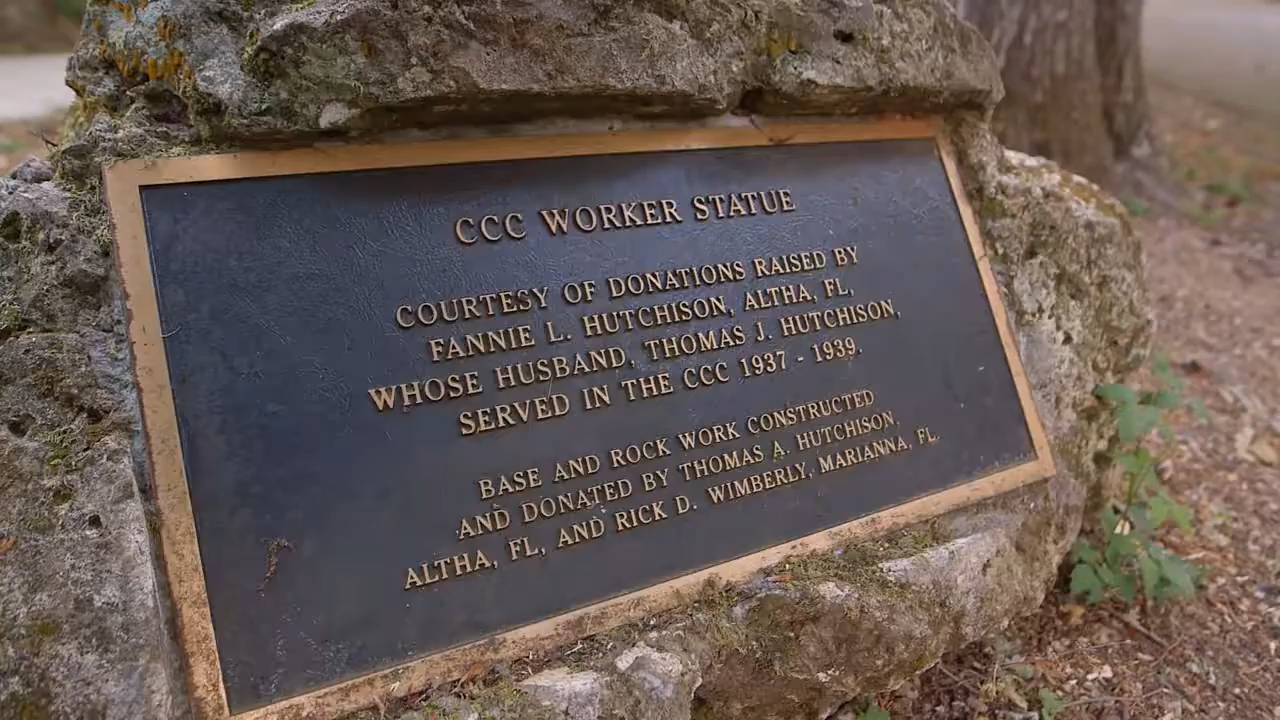 CCC WORKER STATUE
COURTESY OF DONATIONS RAISED BY
FANNIE L. HUTCHISON, ALTHA, FL,
WHOSE HUSBAND, THOMAS J. HUTCHISON,
SERVED IN THE CCC 1937 - 1939.
BASE AND ROCK WORK CONSTRUCTED
AND DONATED BY THOMAS A. HUTCHISON,
ALTHA, FL, AND RICK D. WIMBERLY, MARIANNA, FL.